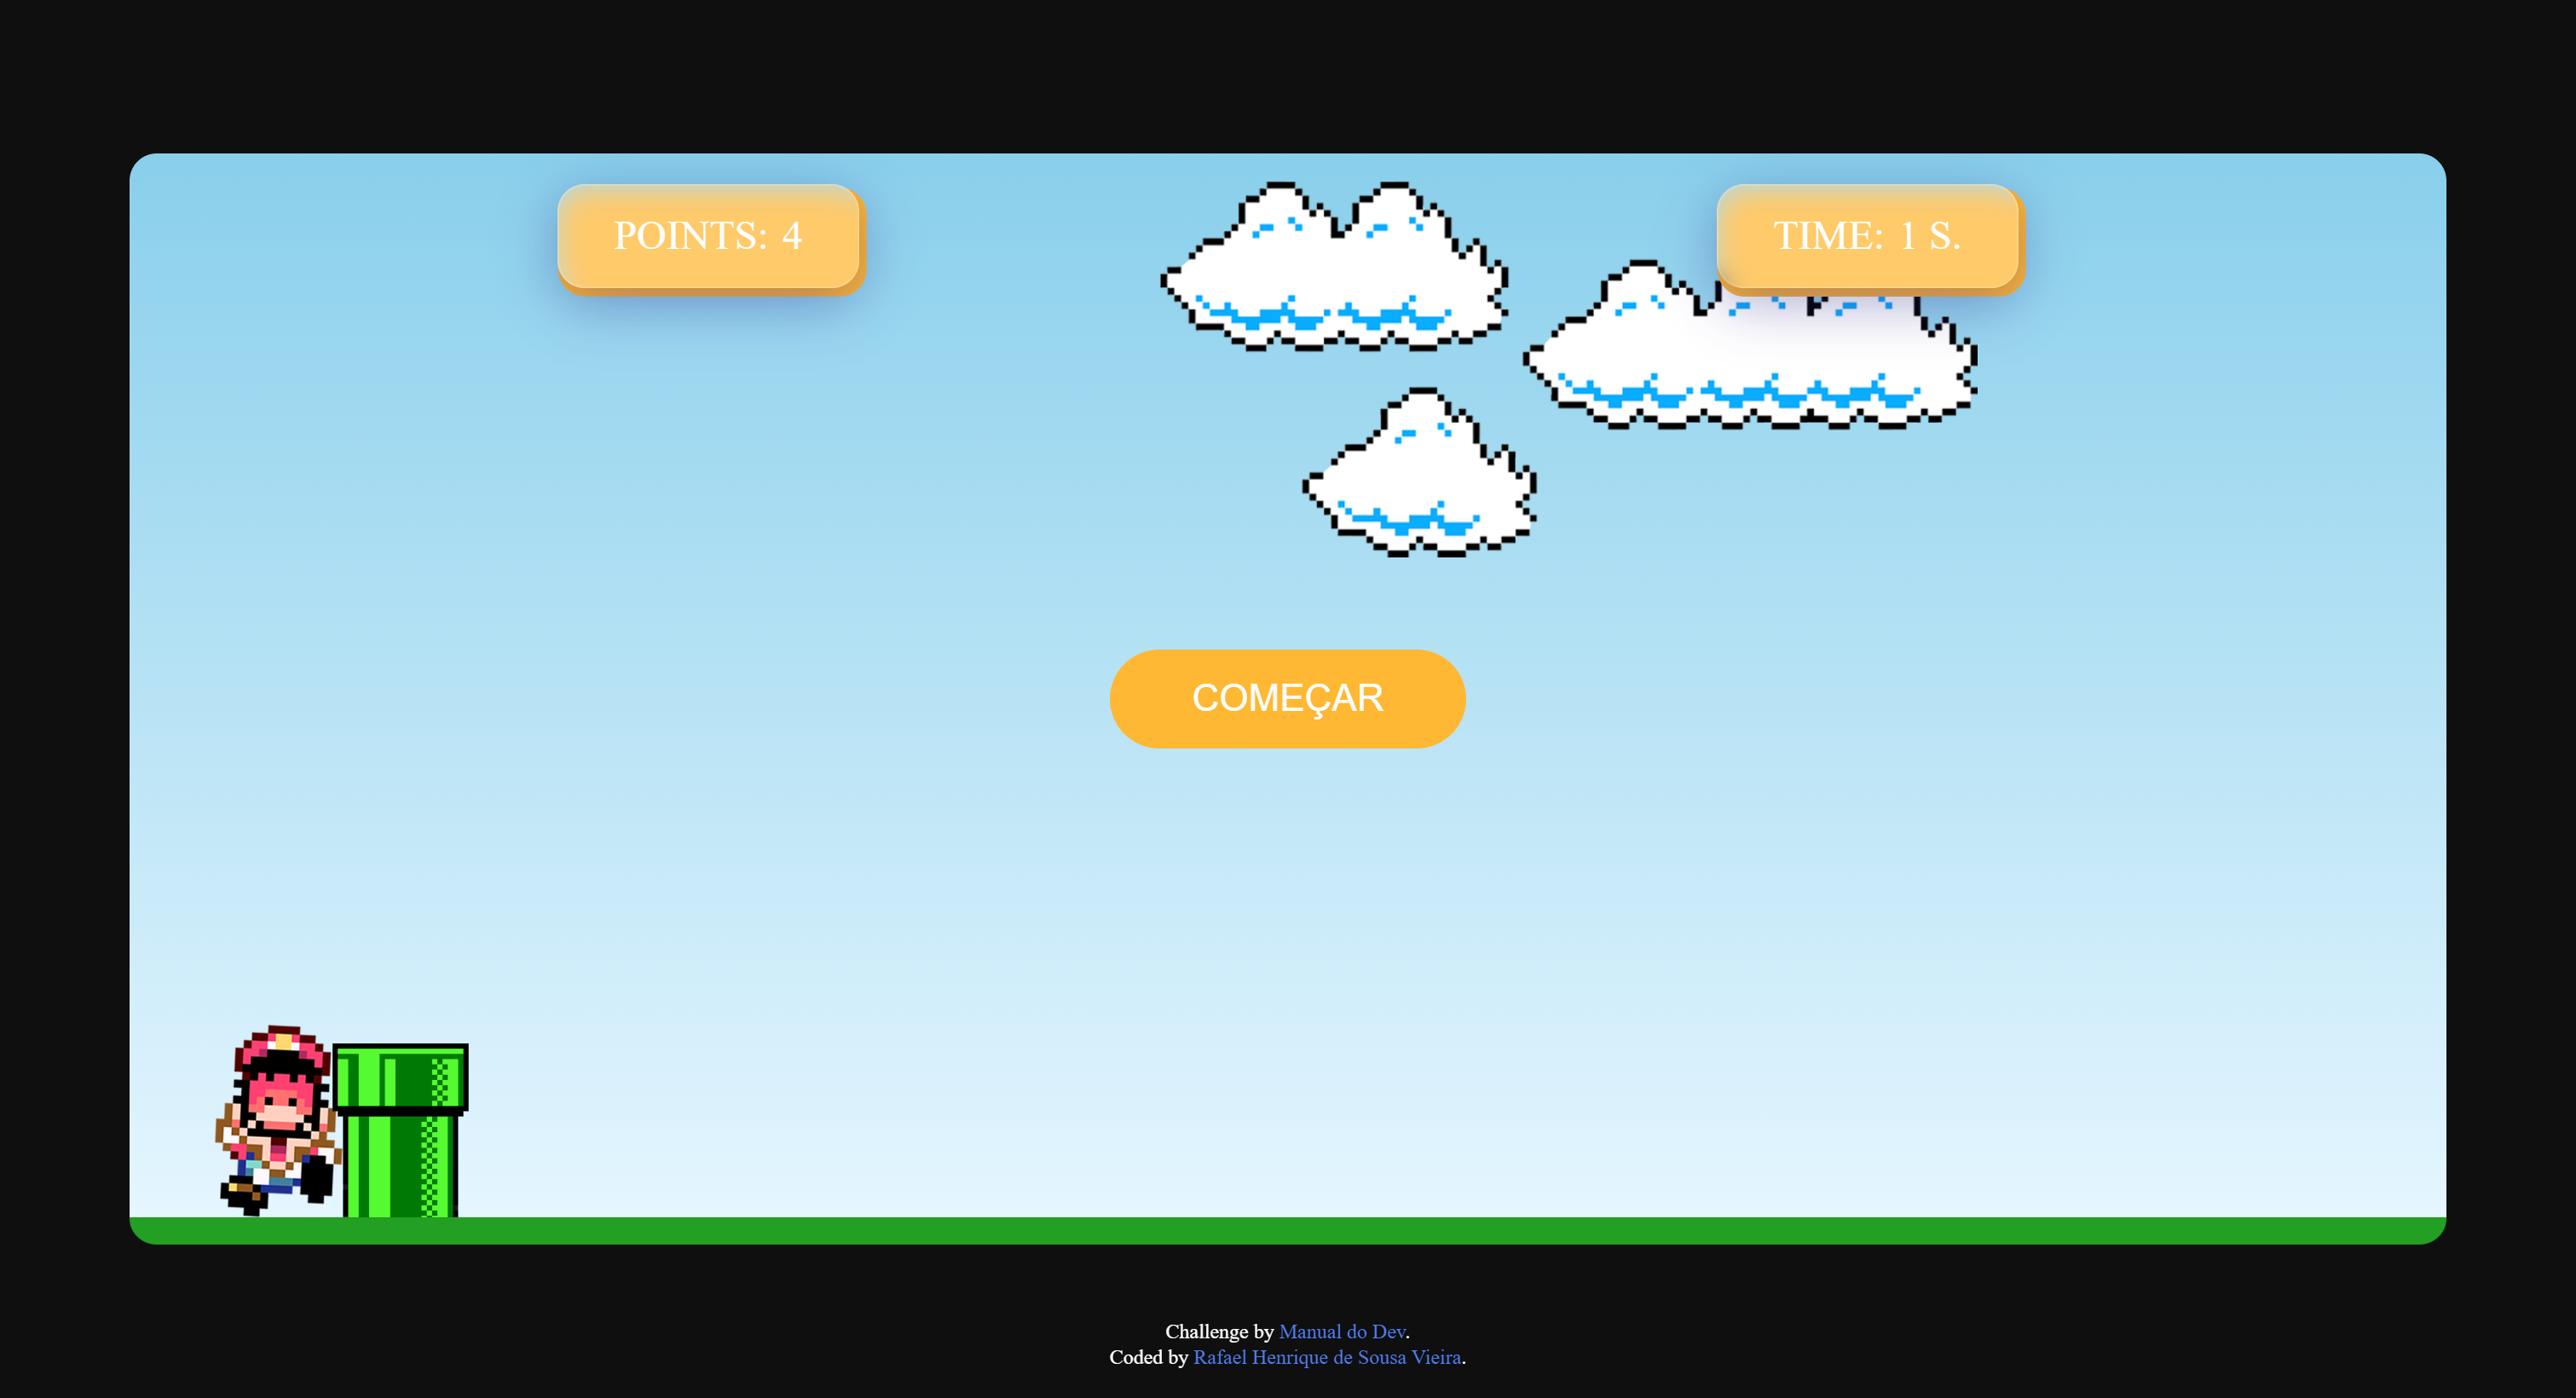 POINTS: 4
TIME: 1 S.
COMEÇAR
Challenge by Manual do Dev.
Coded by Rafael Henrique de Sousa Vieira.